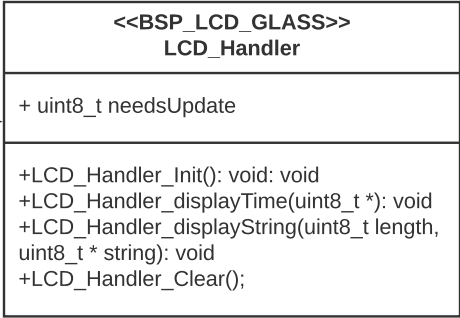 <<BSP_LCD_GLASS>>
LCD_Handler
+ uint8_t needsUpdate
+LCD_Handler_Init(): void: void
+LCD_Handler_displayTime(uint8_t *): void
+LCD_Handler_displayString(uint8_t length,
uint8_t * string): void
+LCD_Handler_Clear();